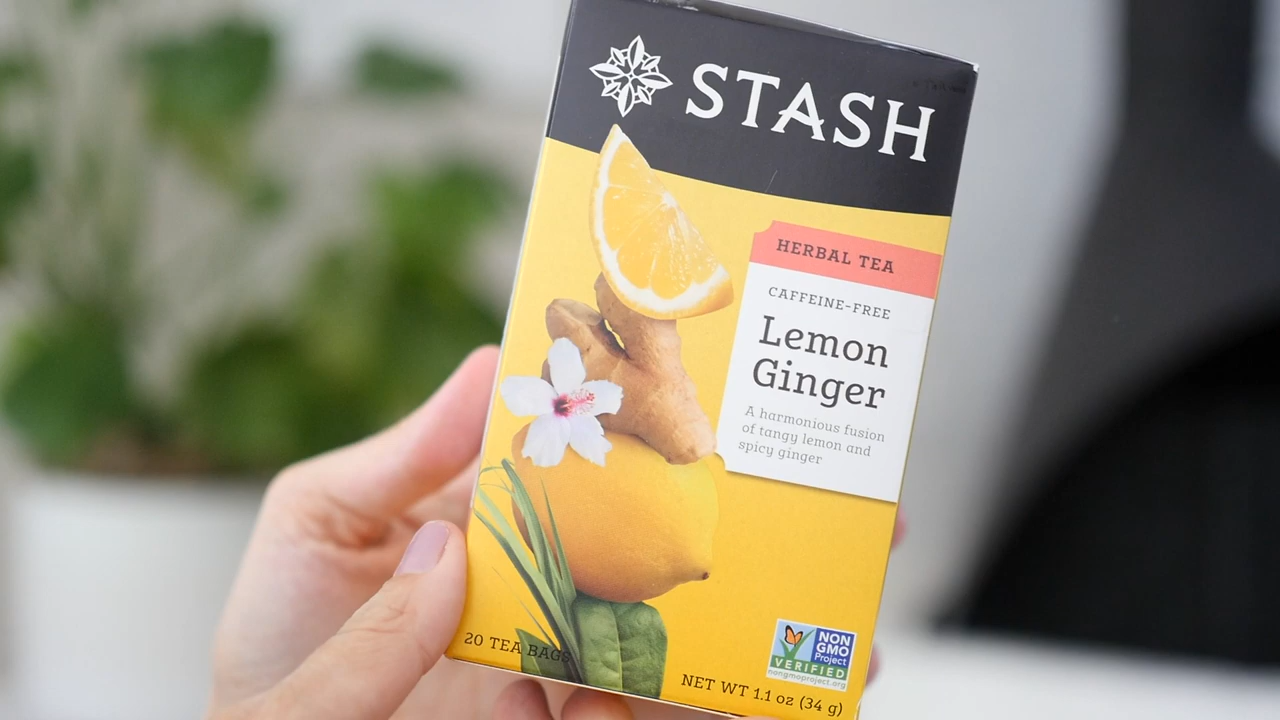 STASH
HERBAL TEA
CAFFEINE-FREE
Lemon
Ginger
A harmonious fusion
of tangy lemon and
spicy ginger
NON
GMO
Project
VERIFIED
nongmoproject.org
20 TEA BAGS
NET WT 1.1 oz (34 g)